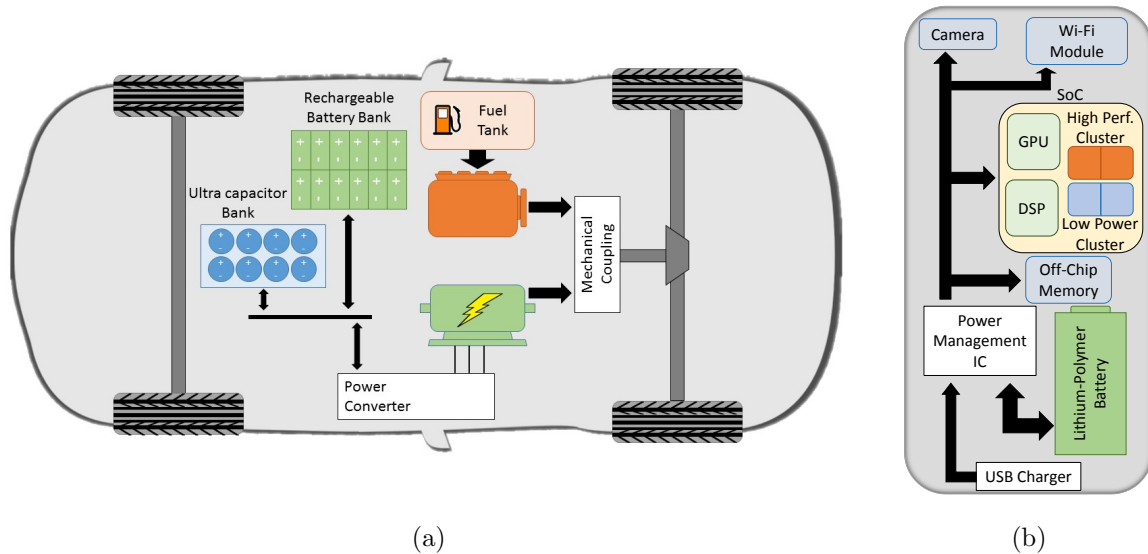 Rechargeable
Battery Bank
Fuel
Tank
Ultra capacitor
Bank
Mechanical
Coupling
Power
Converter
(a)
Camera
Wi-Fi
Module
SoC
GPU
High Perf.
Cluster
DSP
Low Power
Cluster
Off-Chip
Memory
Power
Management
IC
Lithium-Polymer
Battery
USB Charger
(b)